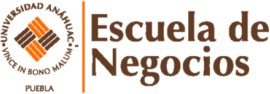 UNIVERSIDAD ANÁHUAC
VINCE IN BONO MALUM
PUEBLA
Escuela de
Negocios